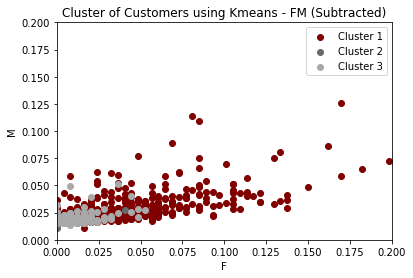 Cluster of Customers using Kmeans - FM (Subtracted)
0.200
0.175
0.150
0.125
0.100
0.075
0.050
0.025
0.000
M
Cluster 1
Cluster 2
Cluster 3
0.000 0.025 0.050 0.075 0.100 0.125 0.150 0.175 0.200
F